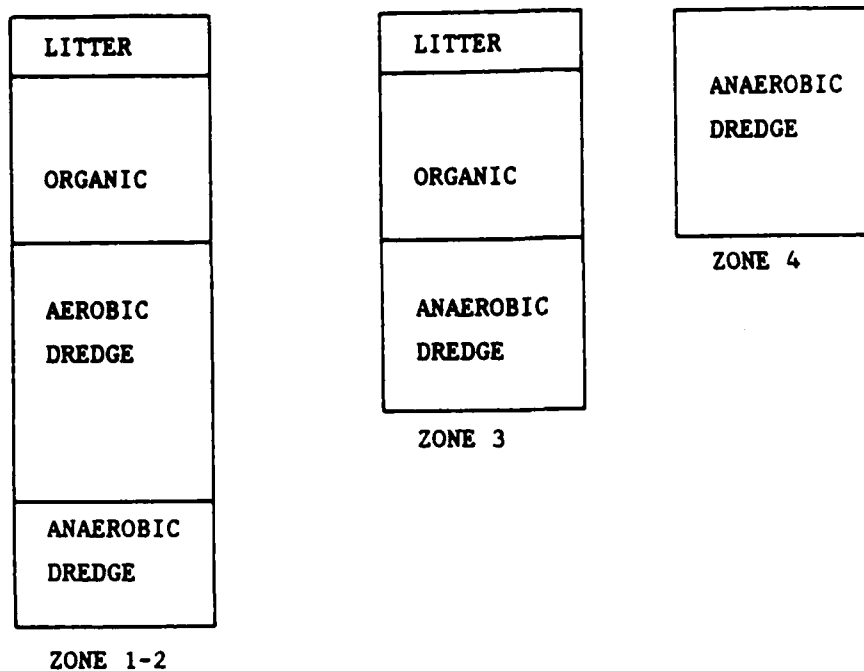 LITTER
ORGANIC
AEROBIC
DREDGE
ANAEROBIC
DREDGE
ZONE 1-2
LITTER
ORGANIC
ANAEROBIC
DREDGE
ZONE 3
ANAEROBIC
DREDGE
ZONE 4